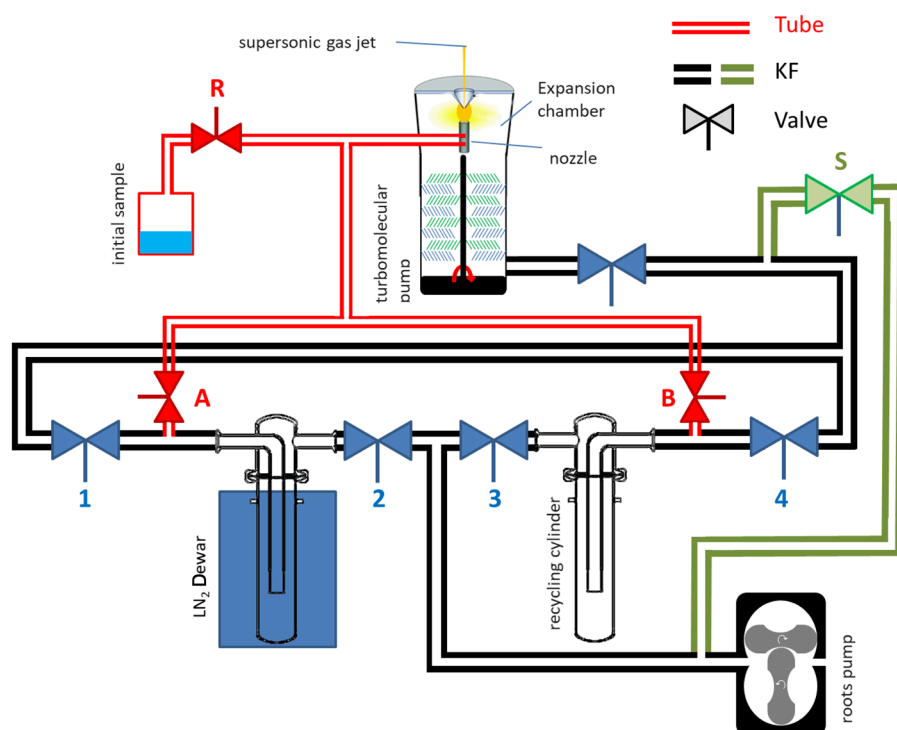 supersonic gas jet
Tube
KF
Valve
R
Expansion
chamber
nozzle
S
initial sample
turbomolecular
pump
A
B
1
2
3
4
LN2 Dewar
recycling cylinder
roots pump